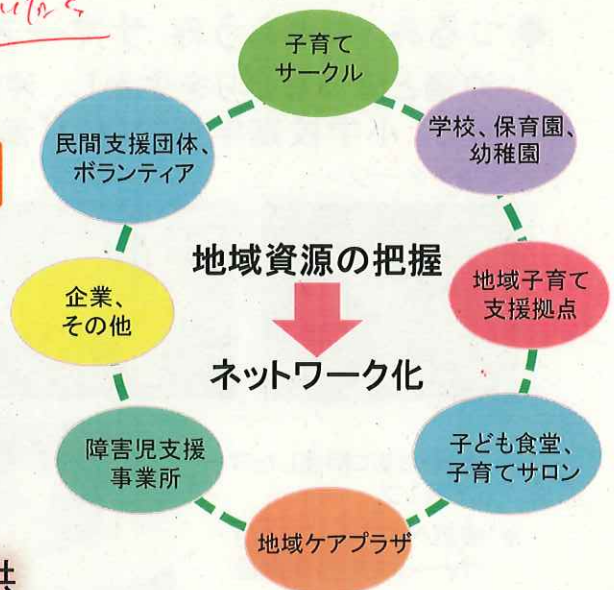 子育て
サークル
学校、保育園、
幼稚園
民間支援団体、
ボランティア
地域資源の把握
地域子育て
支援拠点
企業、
その他
ネットワーク化
子ども食堂、
子育てサロン
障害児支援
事業所
地域ケアプラザ